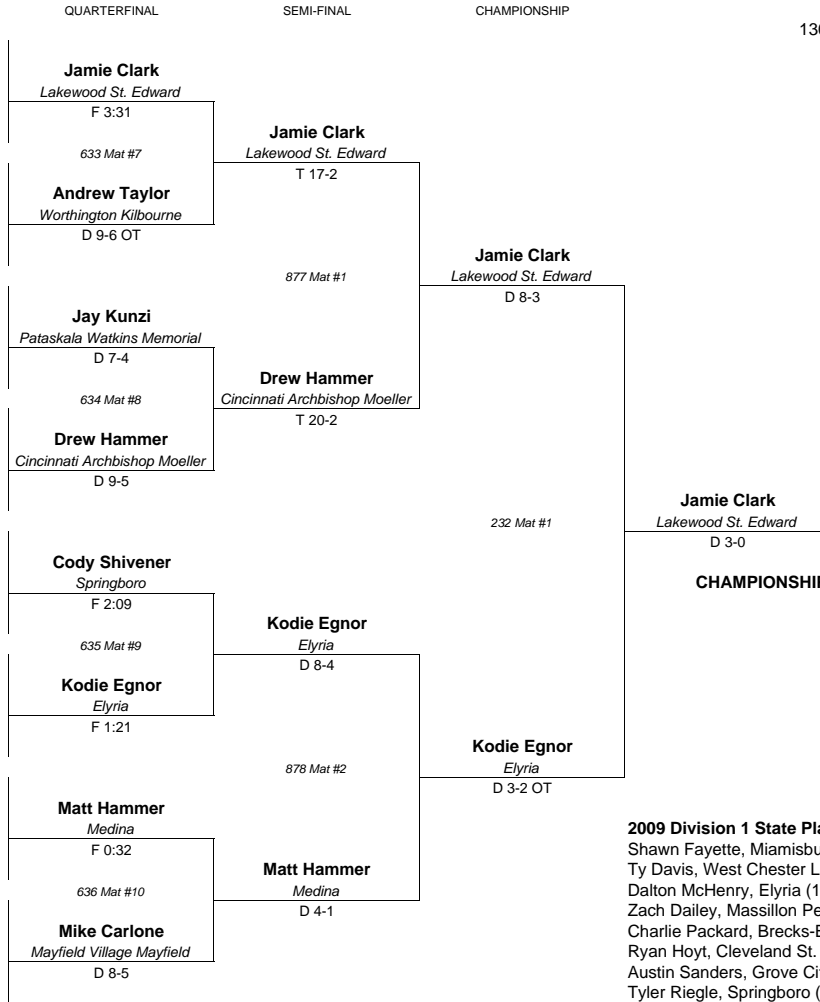 QUARTERFINAL SEMI-FINAL CHAMPIONSHIP
Jamie Clark
Lakewood St. Edward
F 3:31
633 Mat #7
Andrew Taylor
Worthington Kilbourne
D 9-6 OT
Jay Kunzi
Pataskala Watkins Memorial
D 7-4
634 Mat #8
Drew Hammer
Cincinnati Archbishop Moeller
D 9-5
Cody Shivener
Springboro
F 2:09
635 Mat #9
Kodie Egnor
Elyria
F 1:21
Matt Hammer
Medina
F 0:32
636 Mat #10
Mike Carlone
Mayfield Village Mayfield
D 8-5
Jamie Clark
Lakewood St. Edward
T 17-2
877 Mat #1
Drew Hammer
Cincinnati Archbishop Moeller
T 20-2
Kodie Egnor
Elyria
D 8-4
878 Mat #2
Matt Hammer
Medina
D 4-1
Jamie Clark
Lakewood St. Edward
D 8-3
232 Mat #1
Kodie Egnor
Elyria
D 3-2 OT
Jamie Clark
Lakewood St. Edward
D 3-0
2009 Division 1 State
Shawn Fayette,
Ty Davis, West Chester
Dalton McHenry, Elyria
Zach Dailey, Massillon
Charlie Packard,
Ryan Hoyt, Cleveland St.
Austin Sanders, Grove
Tyler Riegle, Springboro